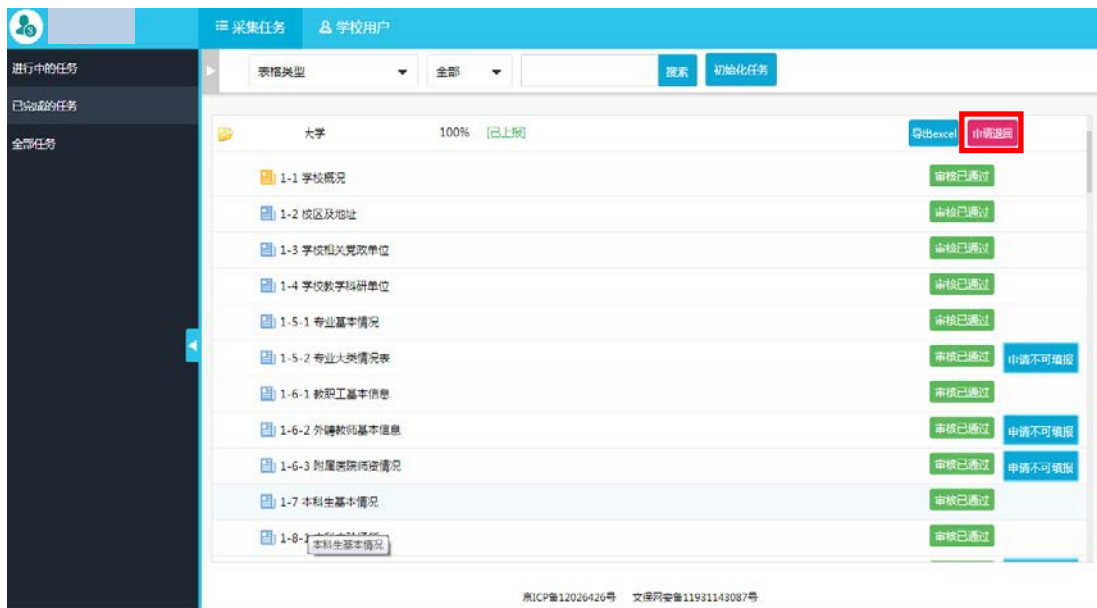 采集任务 学校用户
进行中的任务
已完成的任务
全部任务
表格类型 全部 搜索 初始化任务
大学 100% [已上报] 导出excel 申请退回
1-1 学校概况 审核已通过
1-2 校区及地址 审核已通过
1-3 学校相关党政单位 审核已通过
1-4 学校教学科研单位 审核已通过
1-5-1 专业基本情况 审核已通过
1-5-2 专业大类情况表 审核已通过 申请不可填报
1-6-1 教职工基本信息 审核已通过
1-6-2 外聘教师基本信息 审核已通过 申请不可填报
1-6-3 附属医院师资情况 审核已通过 申请不可填报
1-7 本科生基本情况 审核已通过
1-8-1 审核已通过
本科生基本情况
京ICP备12026426号 文保网安备11931143087号